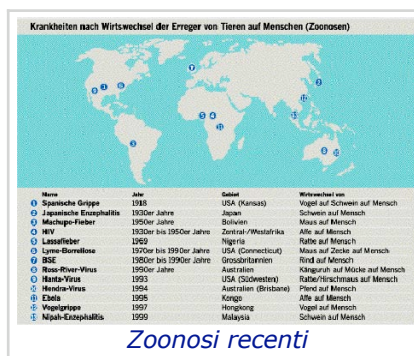 Krankheiten nach Wirtswechsel der Erreger von Tieren auf Menschen (Zoonosen)
Name Jahr Gebiet Wirtswechsel von
1 Spanische Grippe 1918 USA (Kansas) Vogel auf Schwein auf Mensch
2 Japanische Enzephalitis 1930er Jahre Japan Schwein auf Mensch
3 Machupo-Fieber 1950er Jahre Bolivien Maus auf Mensch
4 HIV 1930er bis 1950er Jahre Zentral-/Westafrika Affe auf Mensch
5 Lassafieber 1969 Nigeria Ratte auf Mensch
6 Lyme-Borreliose 1970er bis 1990er Jahre USA (Connecticut) Maus auf Zecke auf Mensch
7 BSE 1980er bis 1990er Jahre Grossbritannien Rind auf Mensch
8 Ross-River-Virus 1990er Jahre Australien Känguruh auf Mücke auf Mensch
9 Hanta-Virus 1993 USA (Südwesten) Ratte/Hirschmaus auf Mensch
10 Hendra-Virus 1994 Australien (Brisbane) Pferd auf Mensch
11 Ebola 1995 Kongo Affe auf Mensch
12 Vogelgrippe 1997 Hongkong Vogel auf Mensch
13 Nipah-Enzephalitis 1999 Malaysia Schwein auf Mensch
Zoonosi recenti